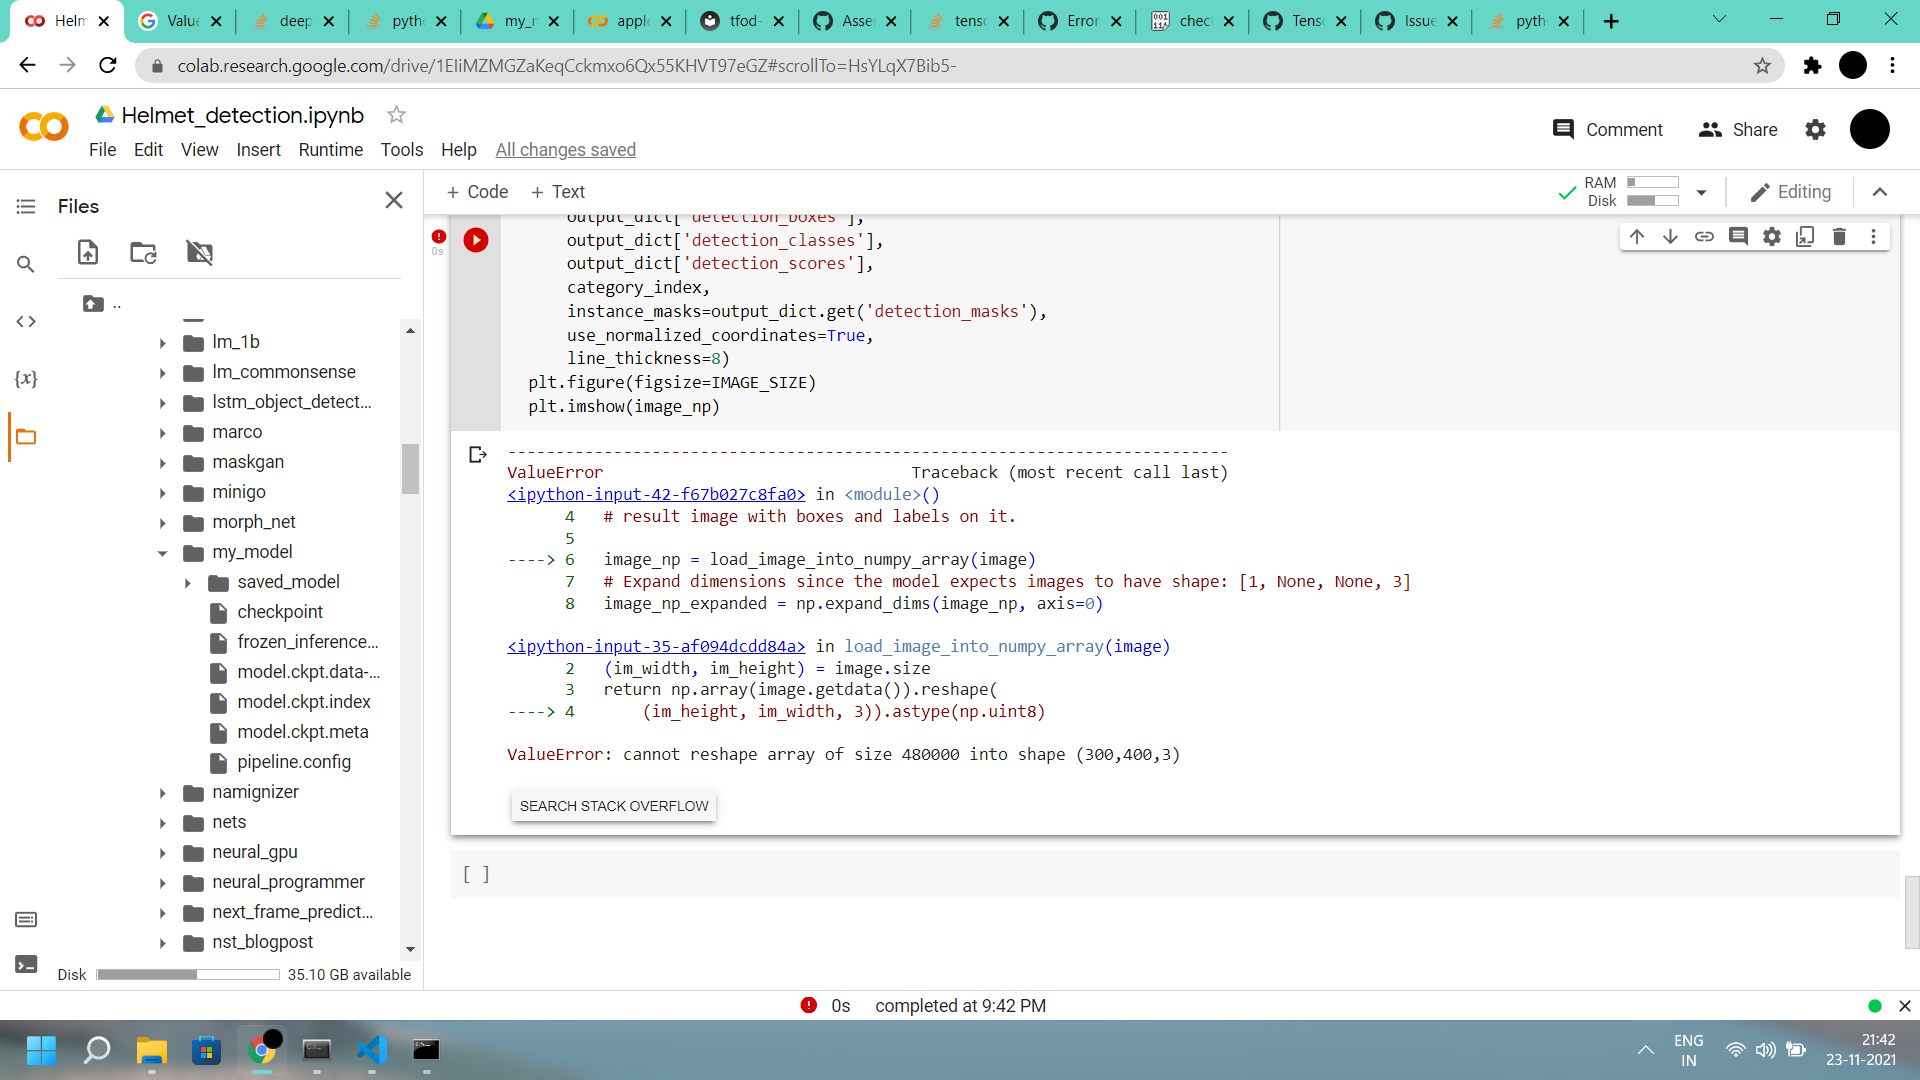 Helm
Value
deep
pytho
my_m
apple
tfod-
Asser
tenso
Error
check
Tenso
Issue
pytho
colab.research.google.com/drive/1EIiMZMGZaKeqCckmxo6Qx55KHVT97eGZ#scrollTo=HsYLqX7Bib5-
Helmet_detection.ipynb
Comment
Share
File Edit View Insert Runtime Tools Help All changes saved
Files
+ Code + Text
RAM
Disk
Editing
..
lm_1b
lm_commonsense
lstm_object_detect...
marco
maskgan
minigo
morph_net
my_model
saved_model
checkpoint
frozen_inference...
model.ckpt.data-...
model.ckpt.index
model.ckpt.meta
pipeline.config
namignizer
nets
neural_gpu
neural_programmer
next_frame_predict...
nst_blogpost
Disk 35.10 GB available
{x}
0s
output_dict['detection_boxes'],
output_dict['detection_classes'],
output_dict['detection_scores'],
category_index,
instance_masks=output_dict.get('detection_masks'),
use_normalized_coordinates=True,
line_thickness=8)
plt.figure(figsize=IMAGE_SIZE)
plt.imshow(image_np)
---------------------------------------------------------------------------
ValueError Traceback (most recent call last)
<ipython-input-42-f67b027c8fa0> in <module>()
4 # result image with boxes and labels on it.
5
----> 6 image_np = load_image_into_numpy_array(image)
7 # Expand dimensions since the model expects images to have shape: [1, None, None, 3]
8 image_np_expanded = np.expand_dims(image_np, axis=0)
<ipython-input-35-af094dcdd84a> in load_image_into_numpy_array(image)
2 (im_width, im_height) = image.size
3 return np.array(image.getdata()).reshape(
----> 4 (im_height, im_width, 3)).astype(np.uint8)
ValueError: cannot reshape array of size 480000 into shape (300,400,3)
SEARCH STACK OVERFLOW
[ ]
0s completed at 9:42 PM
ENG
IN
21:42
23-11-2021